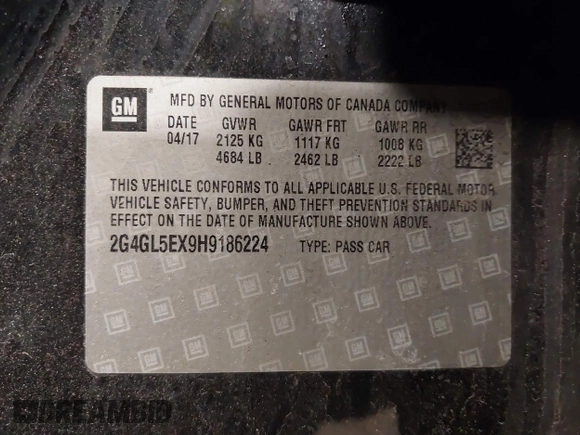 GM MFD BY GENERAL MOTORS OF CANADA COMPANY
DATE GVWR GAWR FRT GAWR RR
04/17 2125 KG 1117 KG 1008 KG
4684 LB 2462 LB 2222 LB
THIS VEHICLE CONFORMS TO ALL APPLICABLE U.S. FEDERAL MOTOR
VEHICLE SAFETY, BUMPER, AND THEFT PREVENTION STANDARDS IN
EFFECT ON THE DATE OF MANUFACTURE SHOWN ABOVE.
2G4GL5EX9H9186224 TYPE: PASS CAR